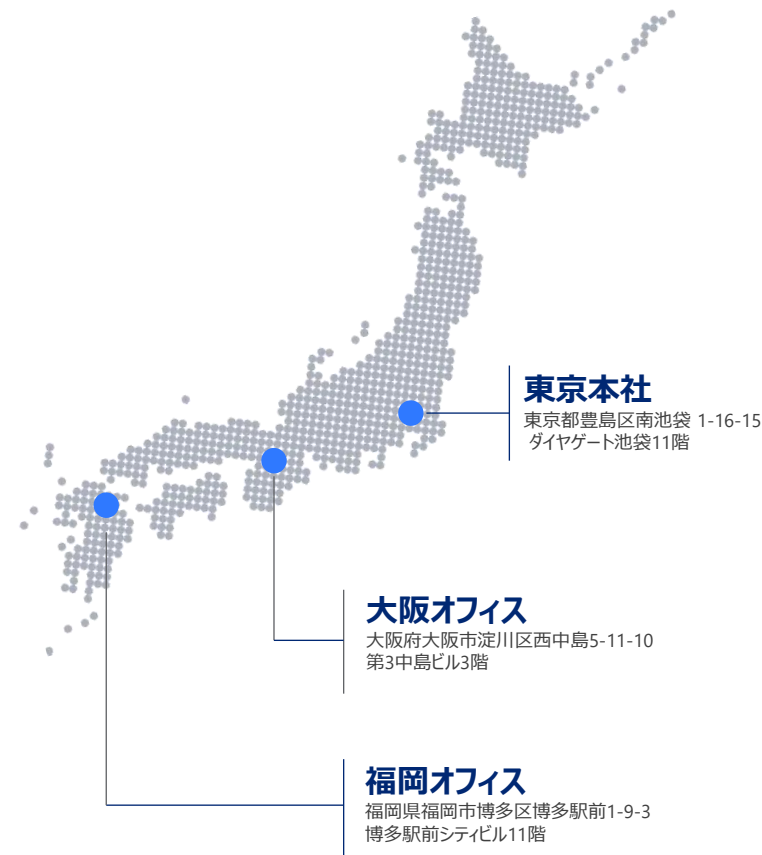 東京本社
東京都豊島区南池袋 1-16-15
ダイヤゲート池袋11階
大阪オフィス
大阪府大阪市淀川区西中島5-11-10
第3中島ビル3階
福岡オフィス
福岡県福岡市博多区博多駅前1-9-3
博多駅前シティビル11階